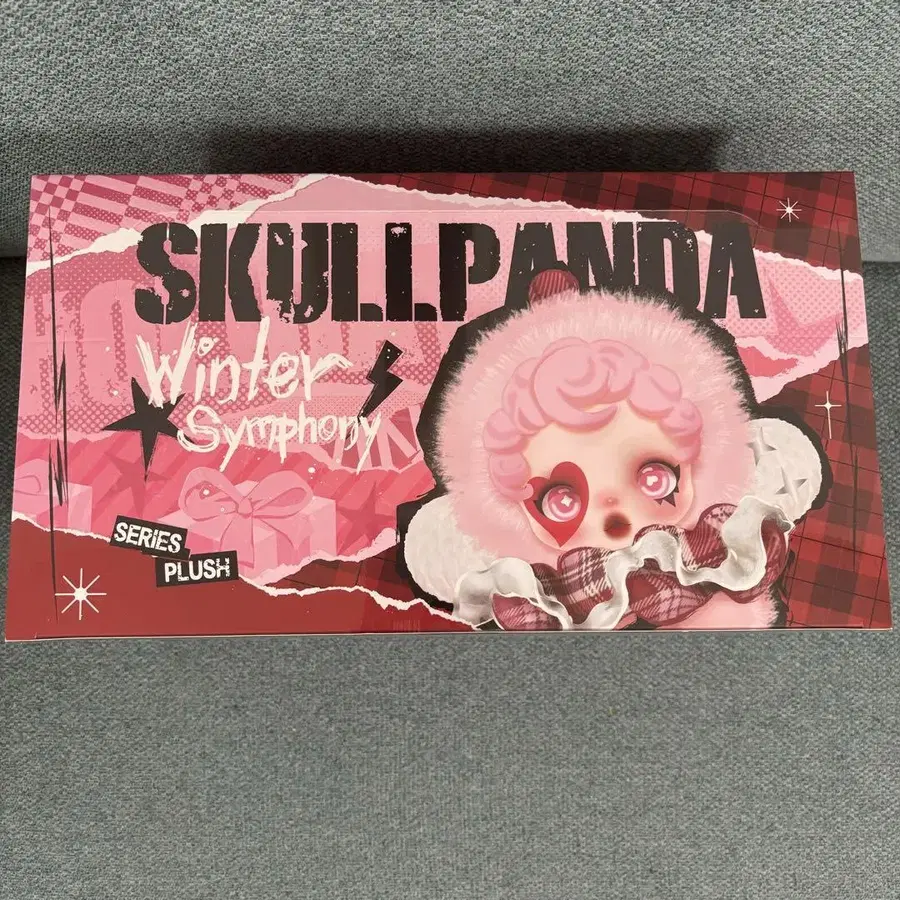 SKULLPANDA
Winter
Symphony
SERIES
PLUSH